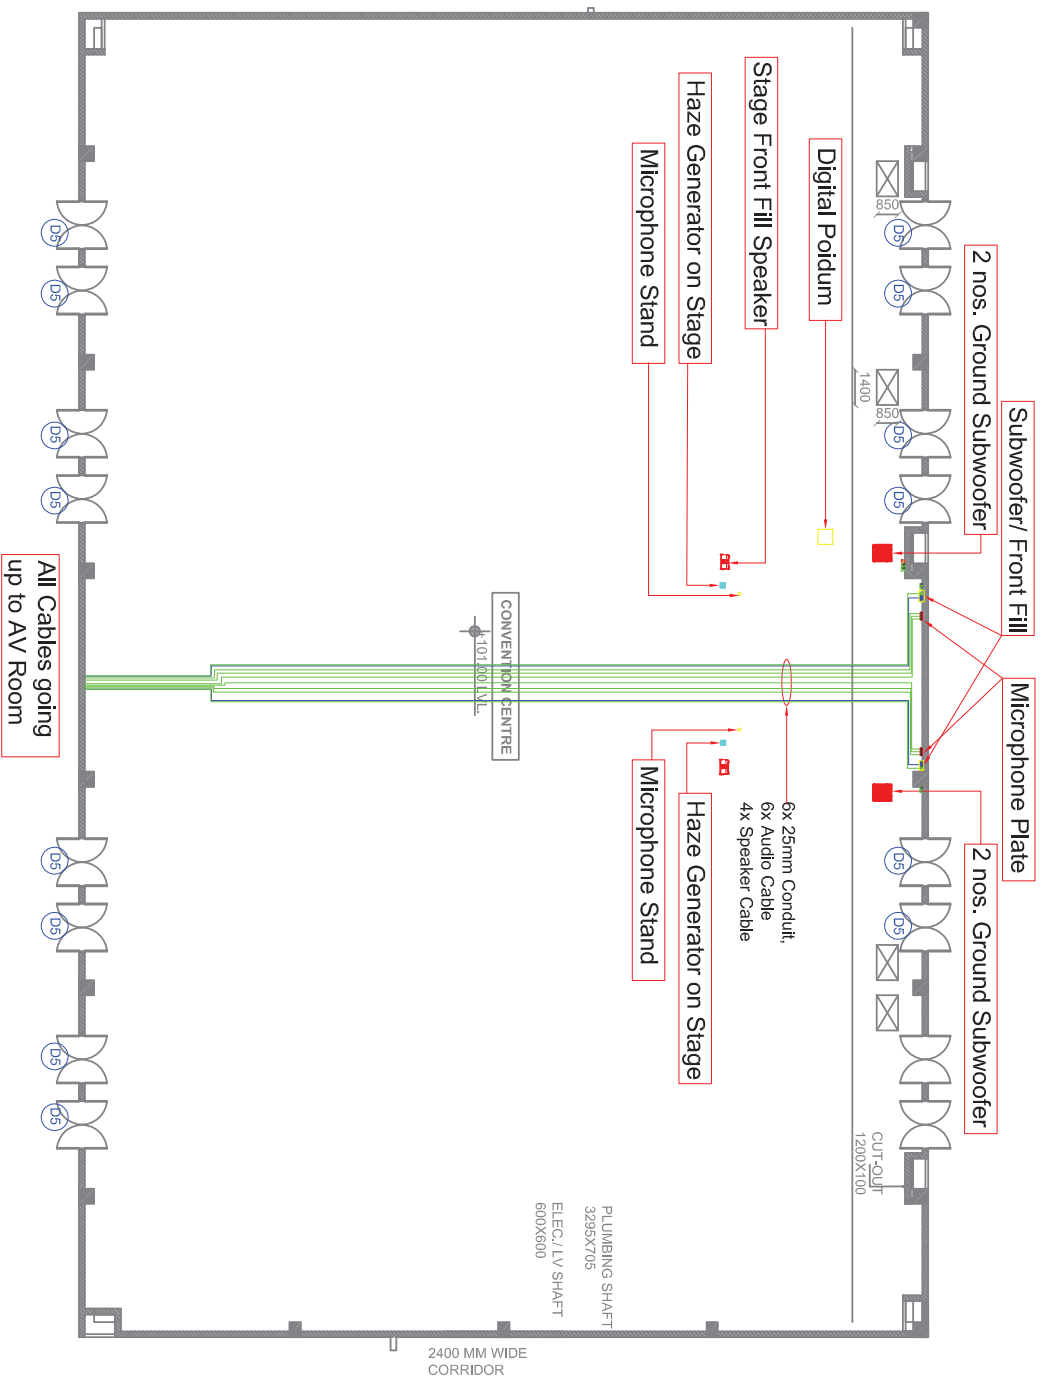 Subwoofer/ Front Fill
Microphone Plate
2 nos. Ground Subwoofer
2 nos. Ground Subwoofer
D5
D5
D5
D5
D5
D5
850
850
1400
CUT-OUT
1200X100
Digital Poidum
Stage Front Fill Speaker
Haze Generator on Stage
Microphone Stand
6x 25mm Conduit,
6x Audio Cable
4x Speaker Cable
Haze Generator on Stage
Microphone Stand
PLUMBING SHAFT
3295X705
ELEC./ LV SHAFT
600X600
CONVENTION CENTRE
+101.00 LVL.
2400 MM WIDE
CORRIDOR
D5
D5
D5
D5
D5
D5
D5
D5
All Cables going
up to AV Room